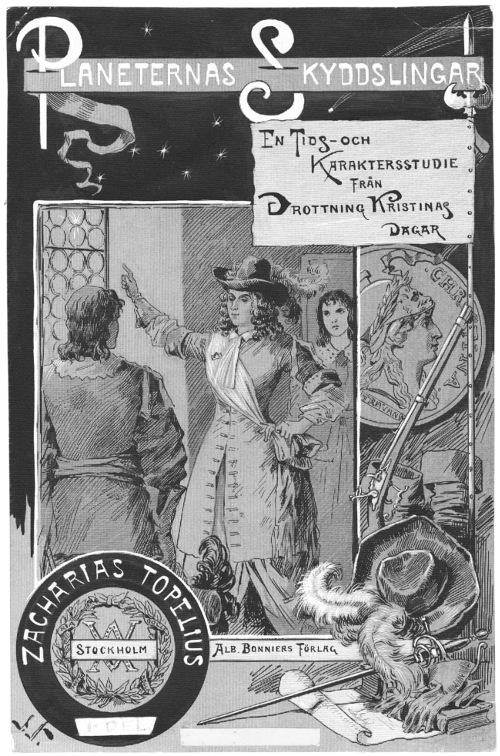 PLANETERNAS SKYDDSLINGAR
EN TIDS- OCH
KARAKTERSSTUDIE
FRÅN
DROTTNING KRISTINAS
DAGAR
ZACHARIAS TOPELIUS
STOCKHOLM
ALB. BONNIERS FÖRLAG